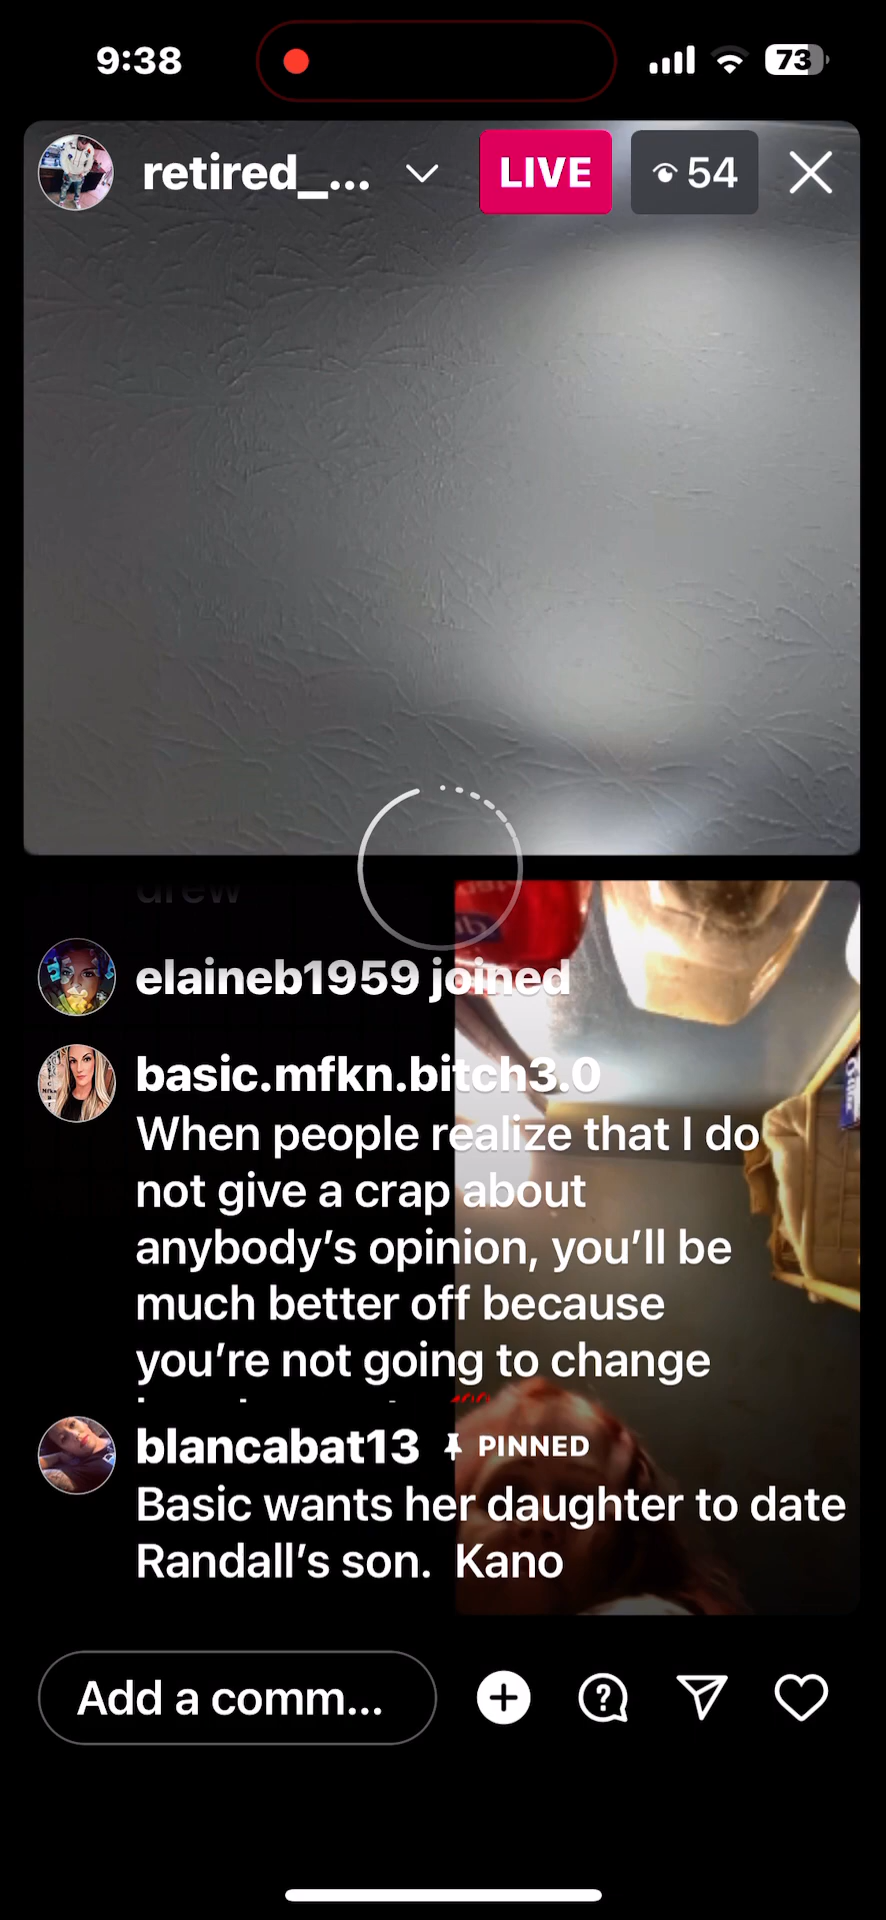 9:38
73
retired_...
LIVE
54
drew
elaineb1959 joined
basic.mfkn.bitch3.0
When people realize that I do
not give a crap about
anybody’s opinion, you’ll be
much better off because
you’re not going to change
blancabat13 PINNED
Basic wants her daughter to date
Randall’s son.  Kano
Add a comm...